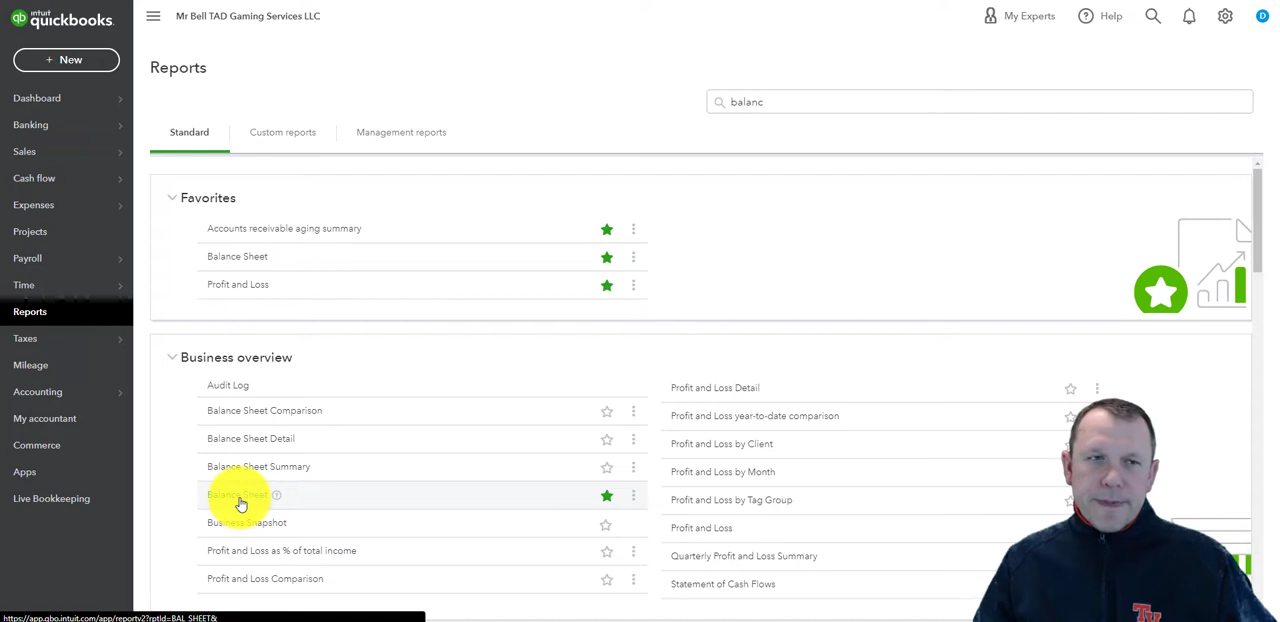 intuit
quickbooks.
Mr Bell TAD Gaming Services LLC
My Experts
Help
D
+ New
Dashboard
Banking
Sales
Cash flow
Expenses
Projects
Payroll
Time
Reports
Taxes
Mileage
Accounting
My accountant
Commerce
Apps
Live Bookkeeping
Reports
balanc
Standard
Custom reports
Management reports
Favorites
Accounts receivable aging summary
Balance Sheet
Profit and Loss
Business overview
Audit Log
Balance Sheet Comparison
Balance Sheet Detail
Balance Sheet Summary
Balance Sheet
Business Snapshot
Profit and Loss as % of total income
Profit and Loss Comparison
Profit and Loss Detail
Profit and Loss year-to-date comparison
Profit and Loss by Client
Profit and Loss by Month
Profit and Loss by Tag Group
Profit and Loss
Quarterly Profit and Loss Summary
Statement of Cash Flows
https://app.qbo.intuit.com/app/reportv2?rptId=BAL_SHEET&